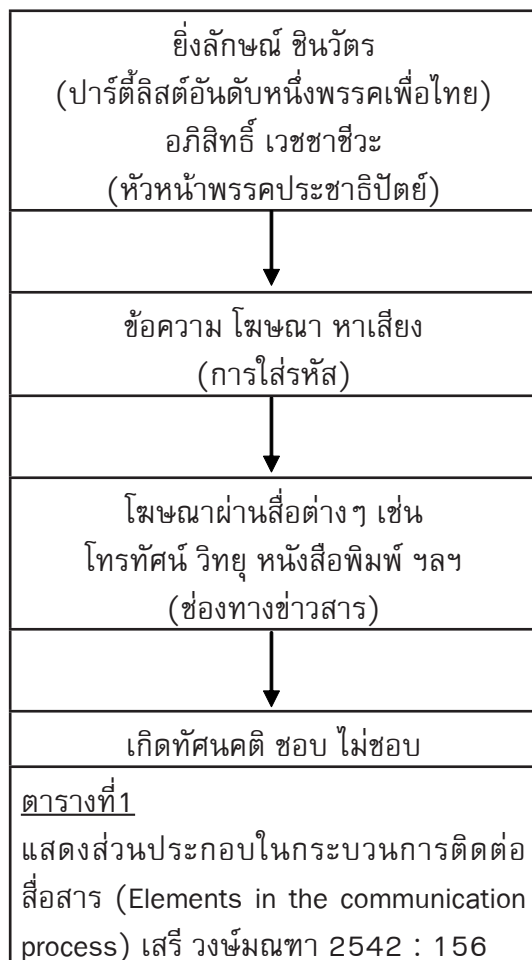 ยิ่งลักษณ์ ชินวัตร
(ปาร์ตี้ลิสต์อันดับหนึ่งพรรคเพื่อไทย)
อภิสิทธิ์ เวชชาชีวะ
(หัวหน้าพรรคประชาธิปัตย์)
ข้อความ โฆษณา หาเสียง
(การใส่รหัส)
โฆษณาผ่านสื่อต่างๆ เช่น
โทรทัศน์ วิทยุ หนังสือพิมพ์ ฯลฯ
(ช่องทางข่าวสาร)
เกิดทัศนคติ ชอบ ไม่ชอบ
ตารางที่1
แสดงส่วนประกอบในกระบวนการติดต่อ
สื่อสาร (Elements in the communication
process) เสรี วงษ์มณฑา 2542 : 156